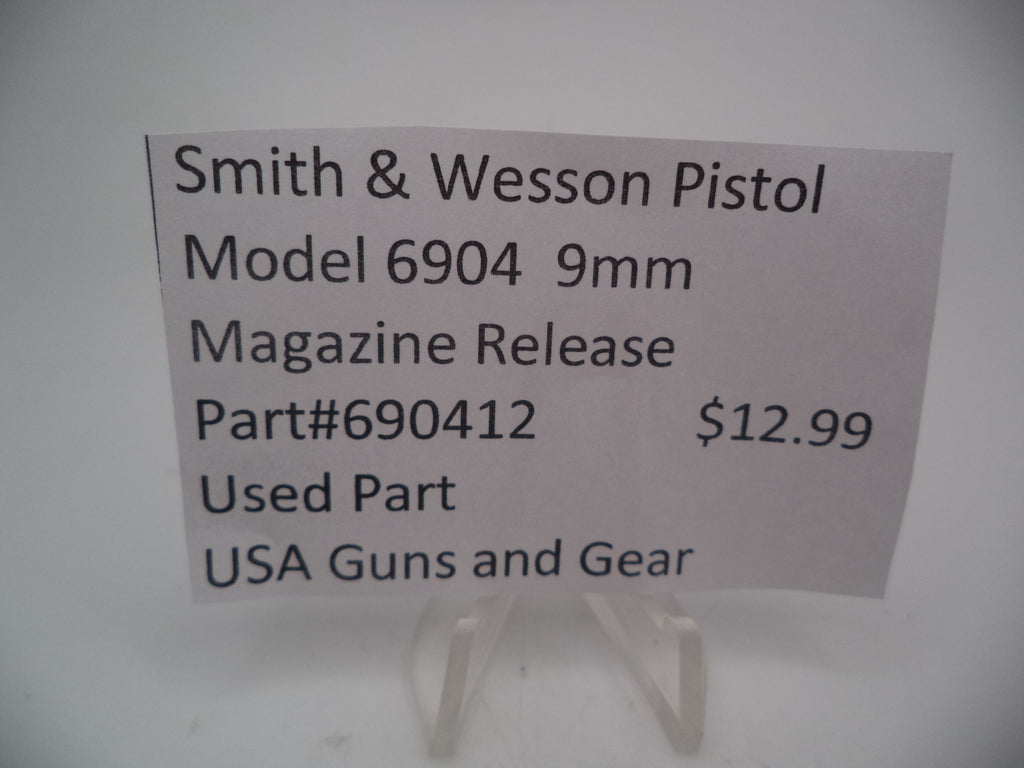 Smith & Wesson Pistol
Model 6904 9mm
Magazine Release
Part#690412 $12.99
Used Part
USA Guns and Gear